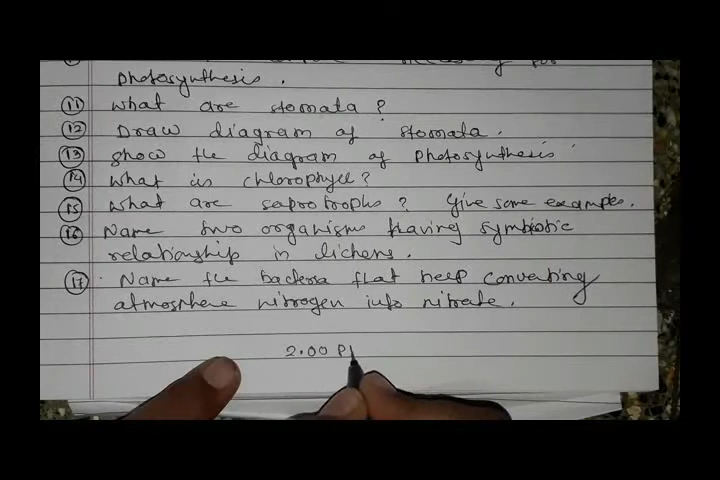 photosynthesis.
11 What are stomata?
12 Draw diagram of stomata.
13 Show the diagram of photosynthesis.
14 What is chlorophyll?
15 What are saprotrophs? Give some examples.
16 Name two organisms having symbiotic
relationship in lichens.
17 Name the bacteria that help converting
atmosphere nitrogen into nitrate.
2.00 P